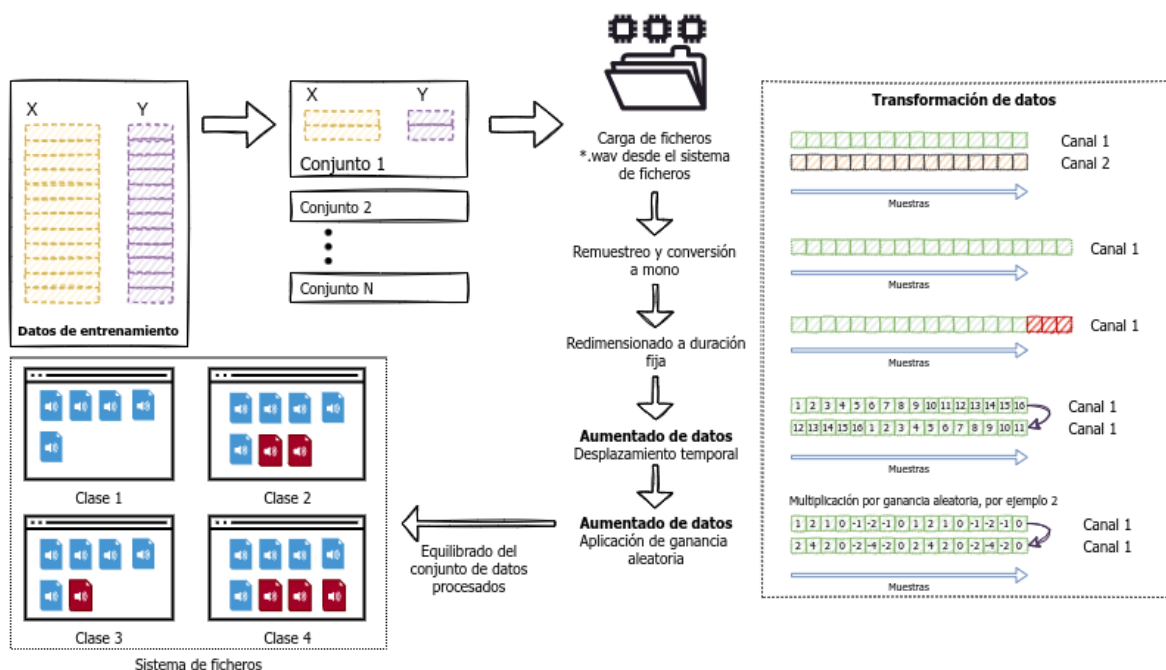 X
Y
Datos de entrenamiento
X
Y
Conjunto 1
Conjunto 2
Conjunto N
Carga de ficheros
*.wav desde el sistema
de ficheros
Remuestreo y conversión
a mono
Redimensionado a duración
fija
Aumentado de datos
Desplazamiento temporal
Aumentado de datos
Aplicación de ganancia
aleatoria
Equilibrado del
conjunto de datos
procesados
Clase 1
Clase 2
Clase 3
Clase 4
Sistema de ficheros
Transformación de datos
Canal 1
Canal 2
Muestras
Canal 1
Muestras
Canal 1
Muestras
1 2 3 4 5 6 7 8 9 10 11 12 13 14 15 16 Canal 1
12 13 14 15 16 1 2 3 4 5 6 7 8 9 10 11 Canal 1
Muestras
Multiplicación por ganancia aleatoria, por ejemplo 2
1 2 1 0 -1 -2 -1 0 1 2 1 0 -1 -2 -1 0 Canal 1
2 4 2 0 -2 -4 -2 0 2 4 2 0 -2 -4 -2 0 Canal 1
Muestras